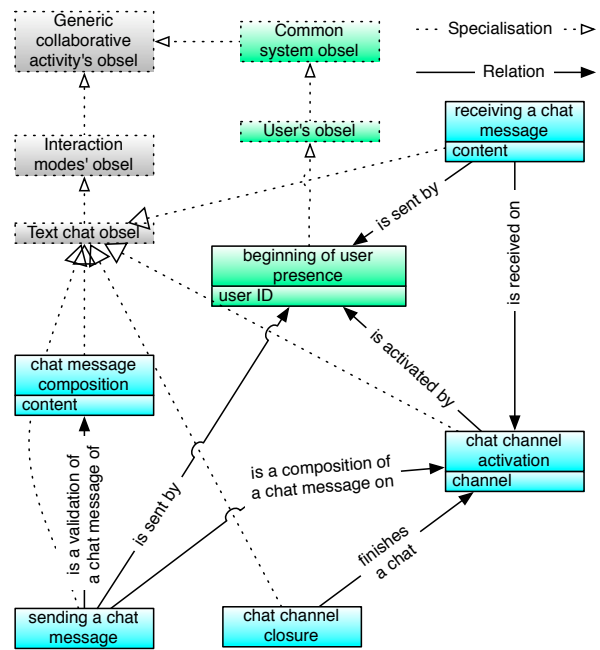 Generic
collaborative
activity's obsel
Common
system obsel
Specialisation
Relation
User's obsel
receiving a chat
message
content
Interaction
modes' obsel
Text chat obsel
is sent by
is received on
beginning of user
presence
user ID
is activated by
chat message
composition
content
chat channel
activation
channel
is a composition of
a chat message on
is a validation of
a chat message of
is sent by
finishes
a chat
sending a chat
message
chat channel
closure